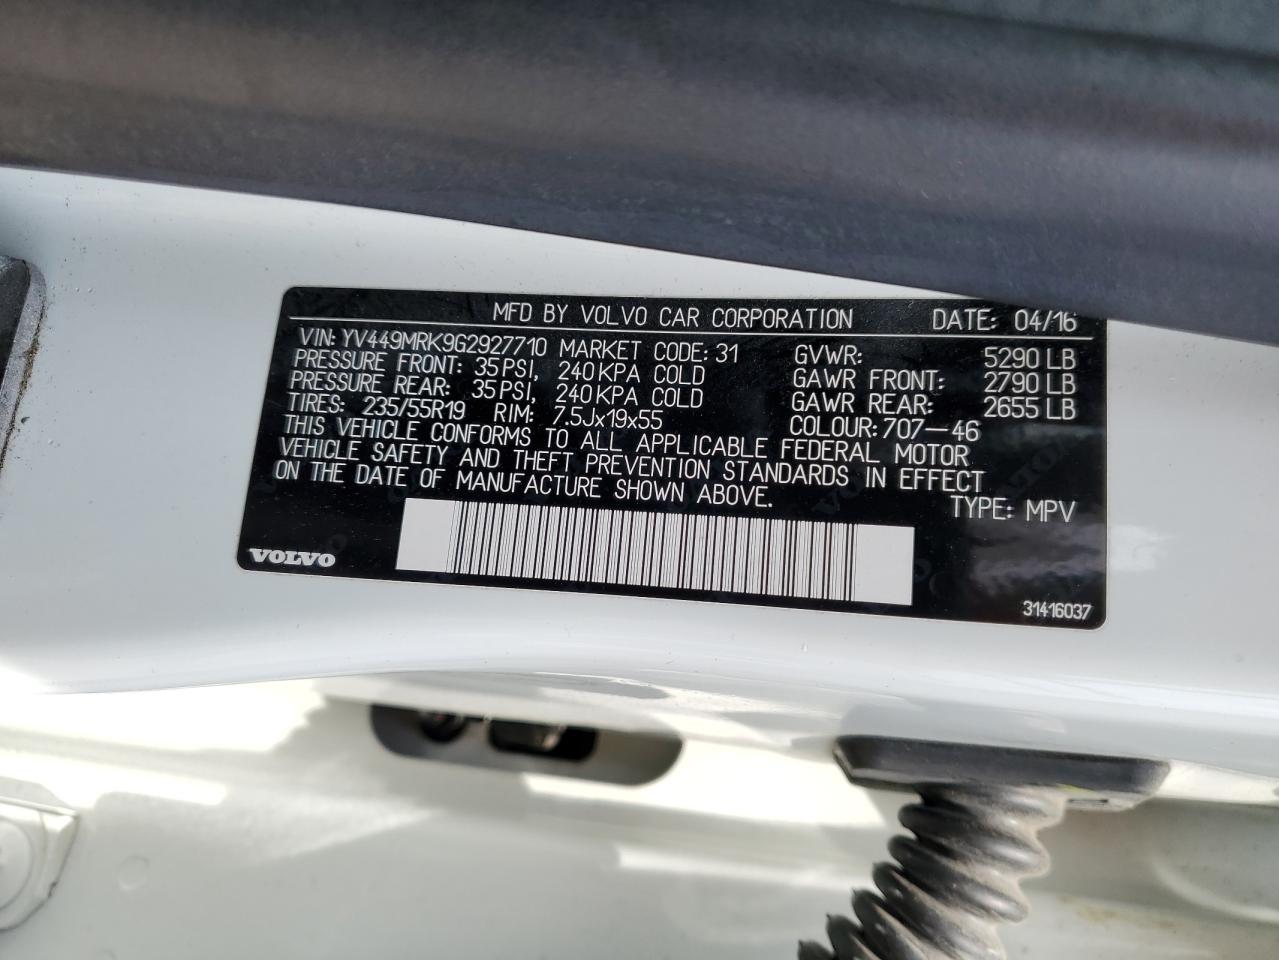 MFD BY VOLVO CAR CORPORATION DATE: 04/16
VIN: YV449MRK9G2927710 MARKET CODE: 31 GVWR: 5290 LB
PRESSURE FRONT: 35 PSI, 240 KPA COLD GAWR FRONT: 2790 LB
PRESSURE REAR: 35 PSI, 240 KPA COLD GAWR REAR: 2655 LB
TIRES: 235/55R19 RIM: 7.5Jx19x55 COLOUR: 707-46
THIS VEHICLE CONFORMS TO ALL APPLICABLE FEDERAL MOTOR
VEHICLE SAFETY AND THEFT PREVENTION STANDARDS IN EFFECT
ON THE DATE OF MANUFACTURE SHOWN ABOVE. TYPE: MPV
VOLVO
31416037